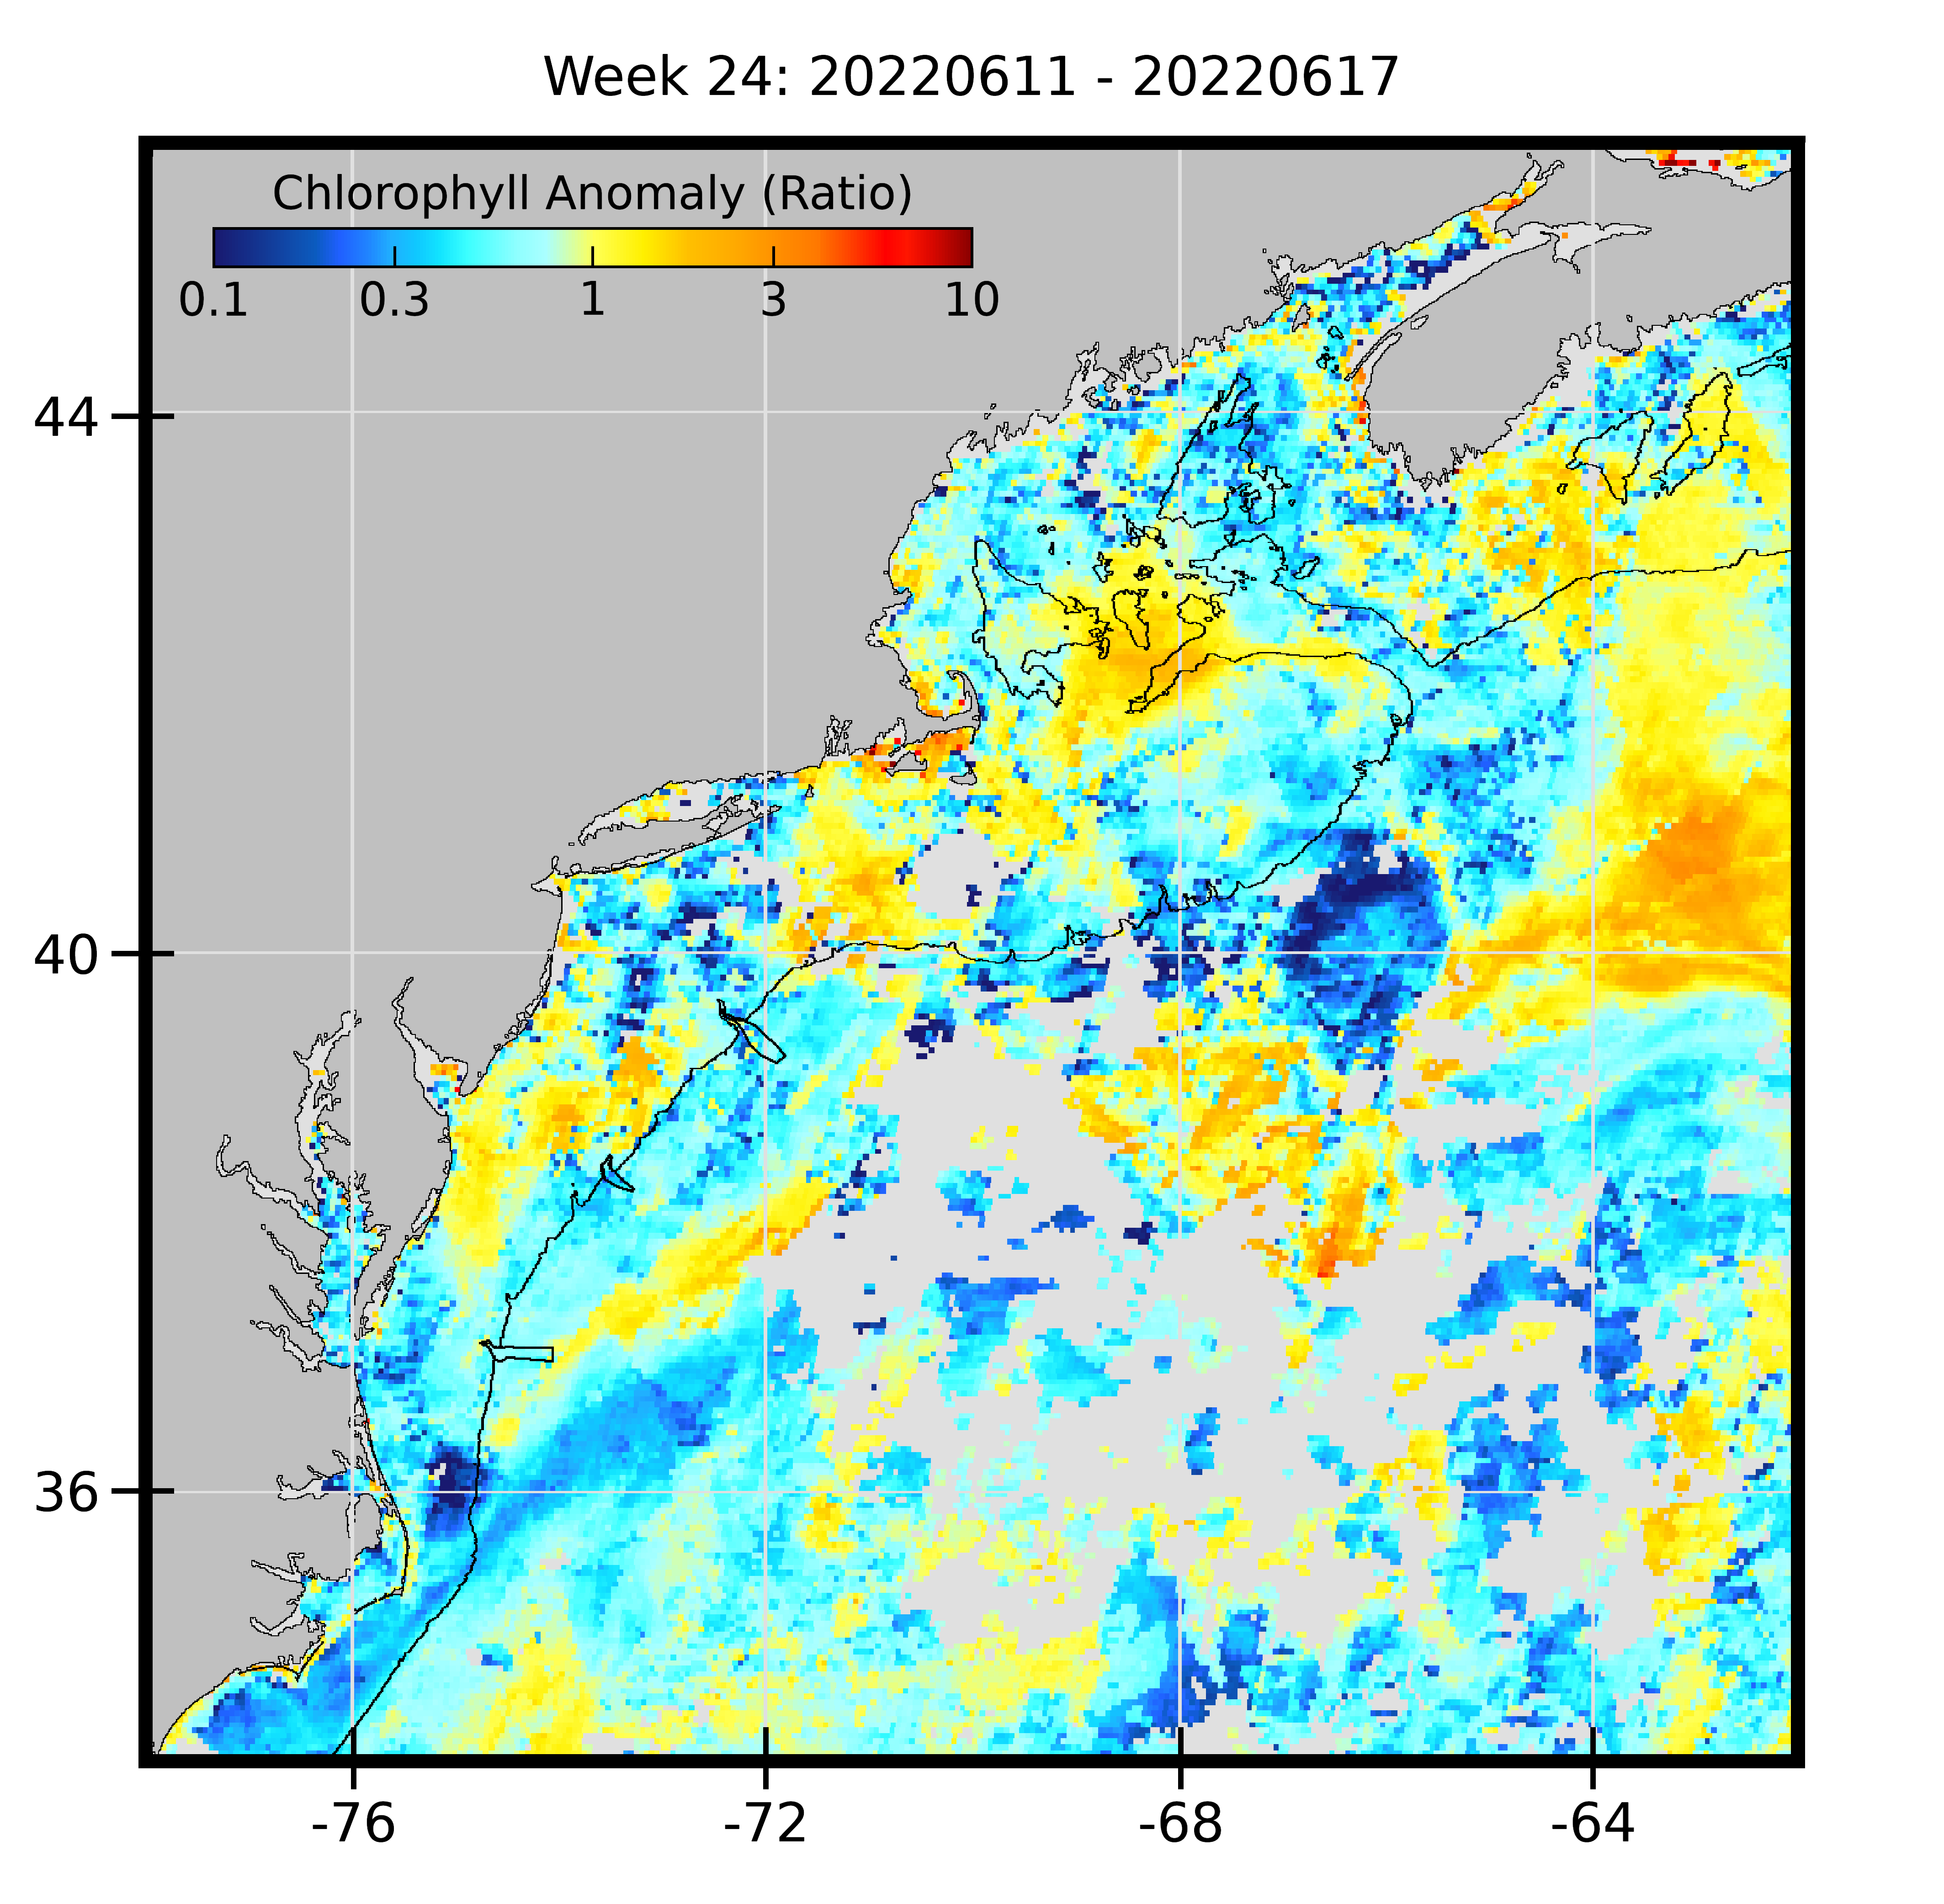 Week 24: 20220611 - 20220617
Chlorophyll Anomaly (Ratio)
0.1 0.3 1 3 10
44
40
36
-76 -72 -68 -64